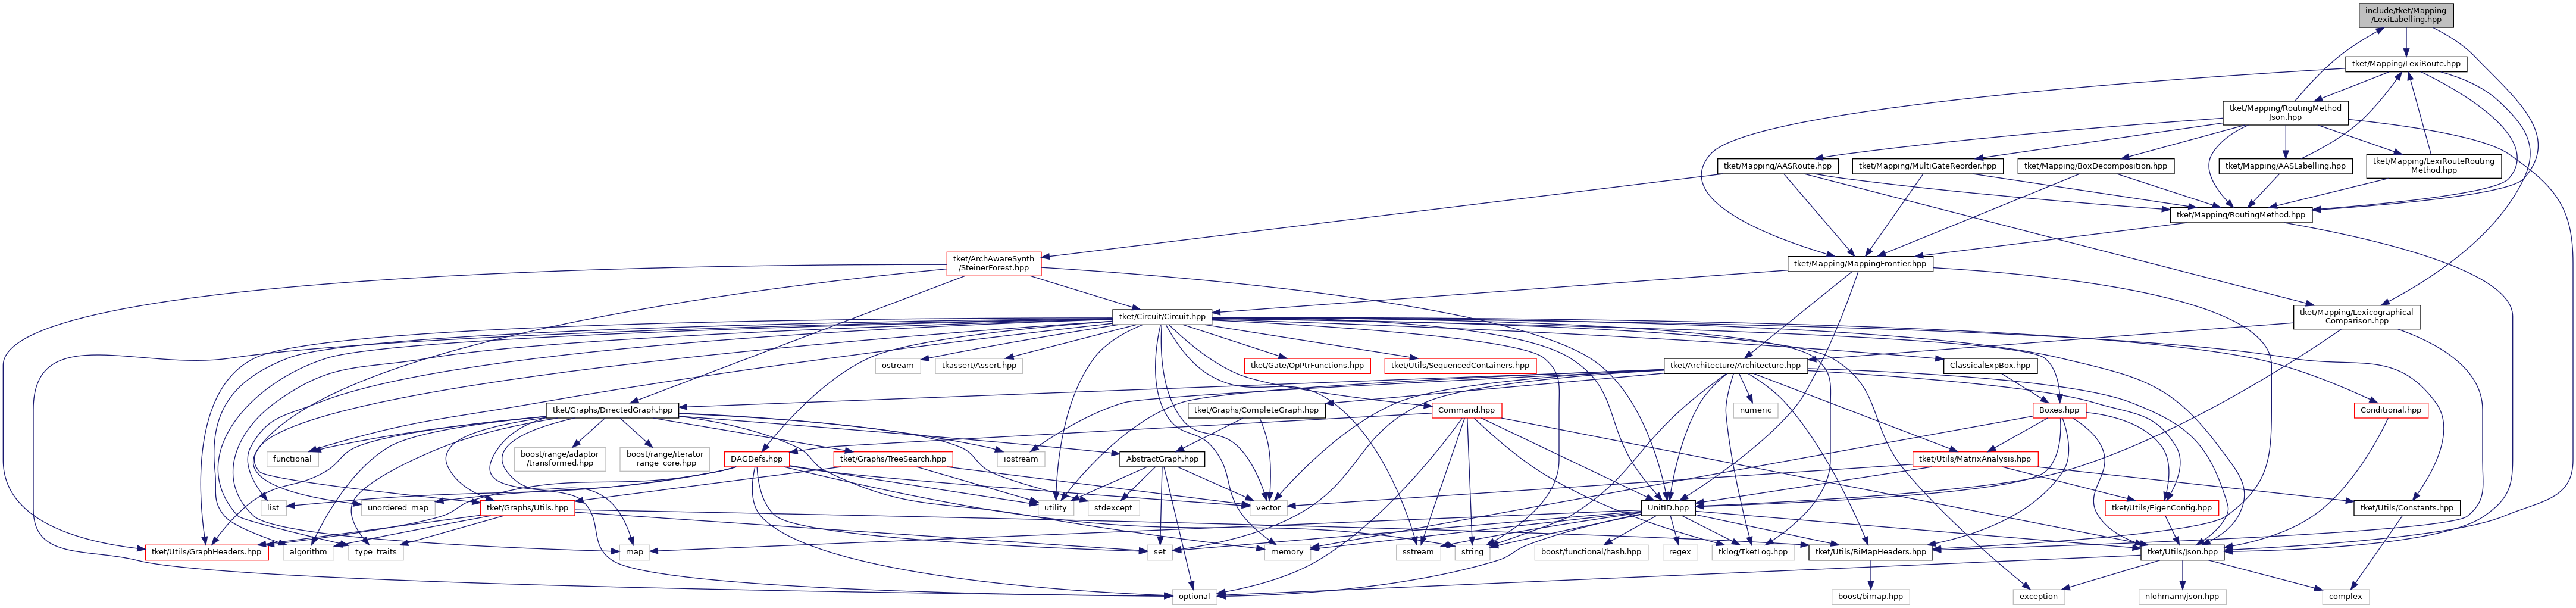 include/tket/Mapping
/LexiLabelling.hpp
tket/Mapping/LexiRoute.hpp
tket/Mapping/RoutingMethod
Json.hpp
tket/Mapping/AASRoute.hpp
tket/Mapping/MultiGateReorder.hpp
tket/Mapping/BoxDecomposition.hpp
tket/Mapping/AASLabelling.hpp
tket/Mapping/LexiRouteRouting
Method.hpp
tket/Mapping/RoutingMethod.hpp
tket/ArchAwareSynth
/SteinerForest.hpp
tket/Mapping/MappingFrontier.hpp
tket/Circuit/Circuit.hpp
tket/Mapping/Lexicographical
Comparison.hpp
ostream
tkassert/Assert.hpp
tket/Gate/OpPtrFunctions.hpp
tket/Utils/SequencedContainers.hpp
tket/Architecture/Architecture.hpp
ClassicalExpBox.hpp
tket/Graphs/DirectedGraph.hpp
tket/Graphs/CompleteGraph.hpp
Command.hpp
numeric
Boxes.hpp
Conditional.hpp
functional
boost/range/adaptor
/transformed.hpp
boost/range/iterator
_range_core.hpp
DAGDefs.hpp
tket/Graphs/TreeSearch.hpp
iostream
AbstractGraph.hpp
tket/Utils/MatrixAnalysis.hpp
list
unordered_map
tket/Graphs/Utils.hpp
utility
stdexcept
vector
UnitID.hpp
tket/Utils/EigenConfig.hpp
tket/Utils/Constants.hpp
tket/Utils/GraphHeaders.hpp
algorithm
type_traits
map
set
memory
sstream
string
boost/functional/hash.hpp
regex
tklog/TketLog.hpp
tket/Utils/BiMapHeaders.hpp
tket/Utils/Json.hpp
optional
boost/bimap.hpp
exception
nlohmann/json.hpp
complex